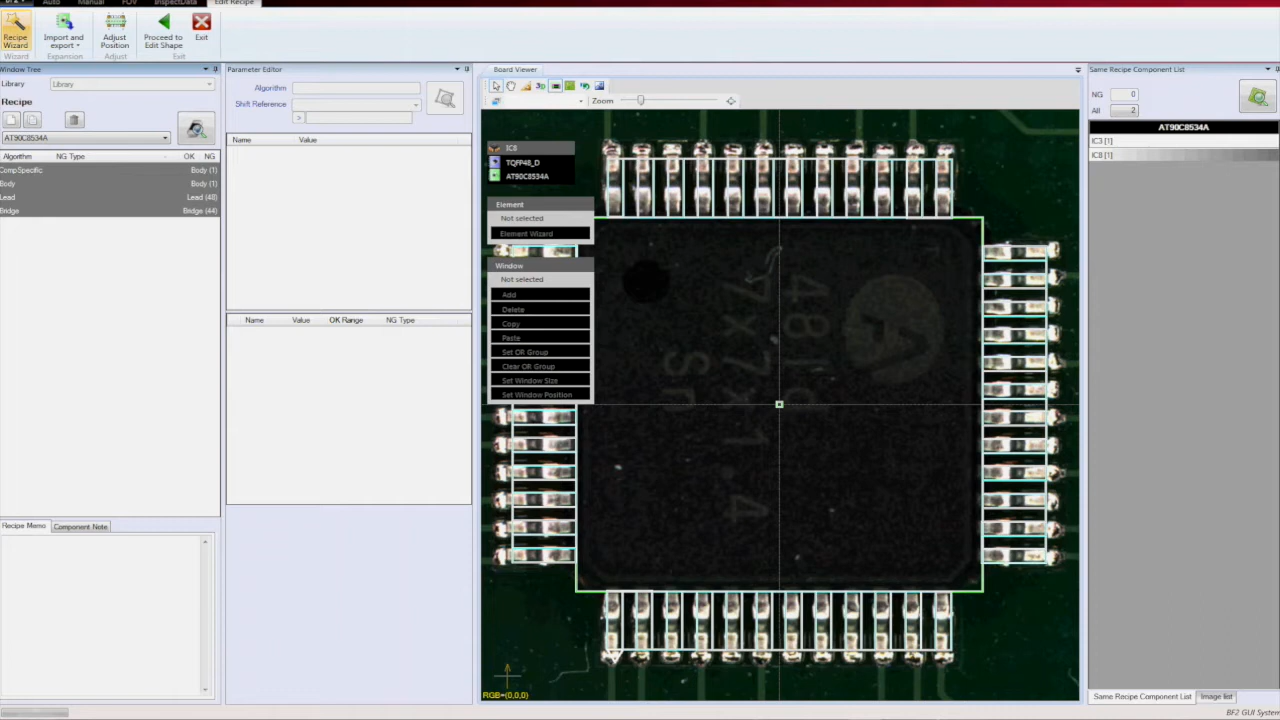 Auto Manual FOV InspectData Edit Recipe
Recipe Wizard
Import and export
Adjust Position
Proceed to Edit Shape
Exit
Wizard Expansion Adjust Exit
Window Tree
Library Library
Recipe
AT90C8534A
Algorithm NG Type OK NG
CompSpecific Body (1)
Body Body (1)
Lead Lead (48)
Bridge Bridge (44)
Recipe Memo Component Note
Parameter Editor
Algorithm
Shift Reference
>
Name Value
Name Value OK Range NG Type
Board Viewer
3D
Zoom
IC8
TQFP48_D
AT90C8534A
Element
Not selected
Element Wizard
Window
Not selected
Add
Delete
Copy
Paste
Set OR Group
Clear OR Group
Set Window Size
Set Window Position
RGB=(0,0,0)
Same Recipe Component List
NG 0
All 2
AT90C8534A
IC3 [1]
IC8 [1]
Same Recipe Component List Image list
BF2 GUI System